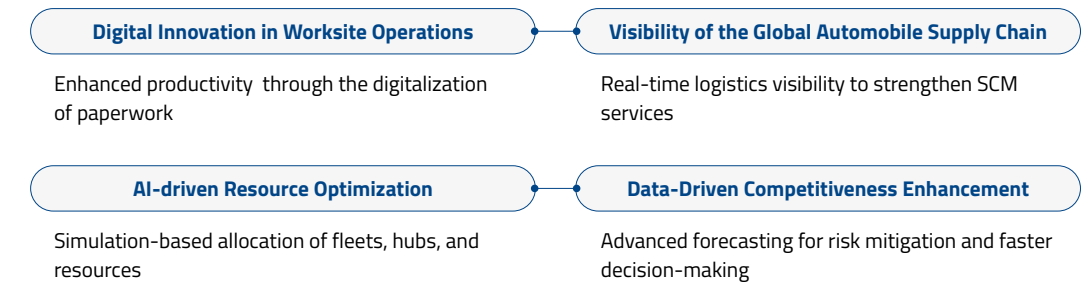 Digital Innovation in Worksite Operations
Enhanced productivity through the digitalization
of paperwork
Visibility of the Global Automobile Supply Chain
Real-time logistics visibility to strengthen SCM
services
AI-driven Resource Optimization
Simulation-based allocation of fleets, hubs, and
resources
Data-Driven Competitiveness Enhancement
Advanced forecasting for risk mitigation and faster
decision-making